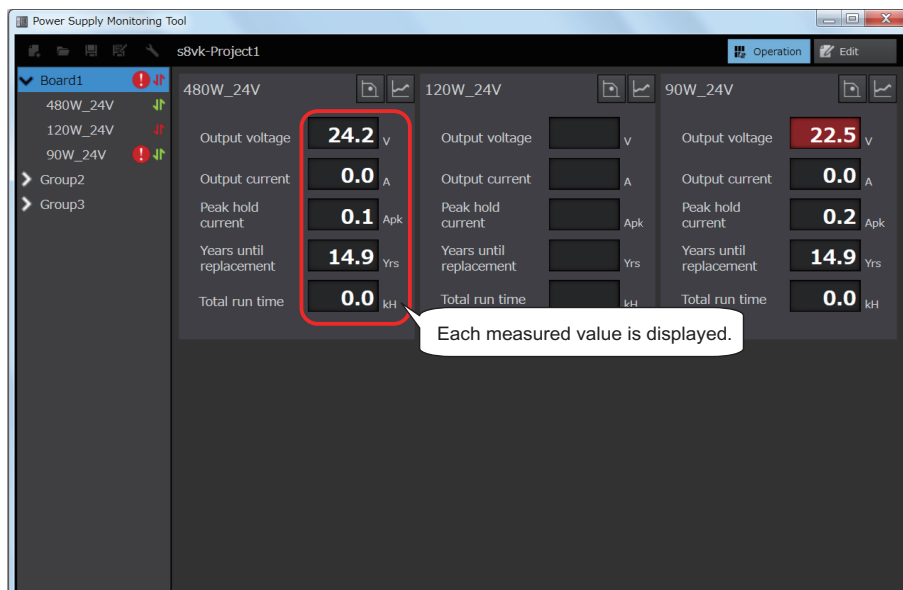 Power Supply Monitoring Tool
s8vk-Project1
Operation
Edit
Board1
480W_24V
120W_24V
90W_24V
Group2
Group3
480W_24V
Output voltage 24.2 V
Output current 0.0 A
Peak hold
current 0.1 Apk
Years until
replacement 14.9 Yrs
Total run time 0.0 kH
120W_24V
Output voltage V
Output current A
Peak hold
current Apk
Years until
replacement Yrs
Total run time kH
90W_24V
Output voltage 22.5 V
Output current 0.0 A
Peak hold
current 0.2 Apk
Years until
replacement 14.9 Yrs
Total run time 0.0 kH
Each measured value is displayed.